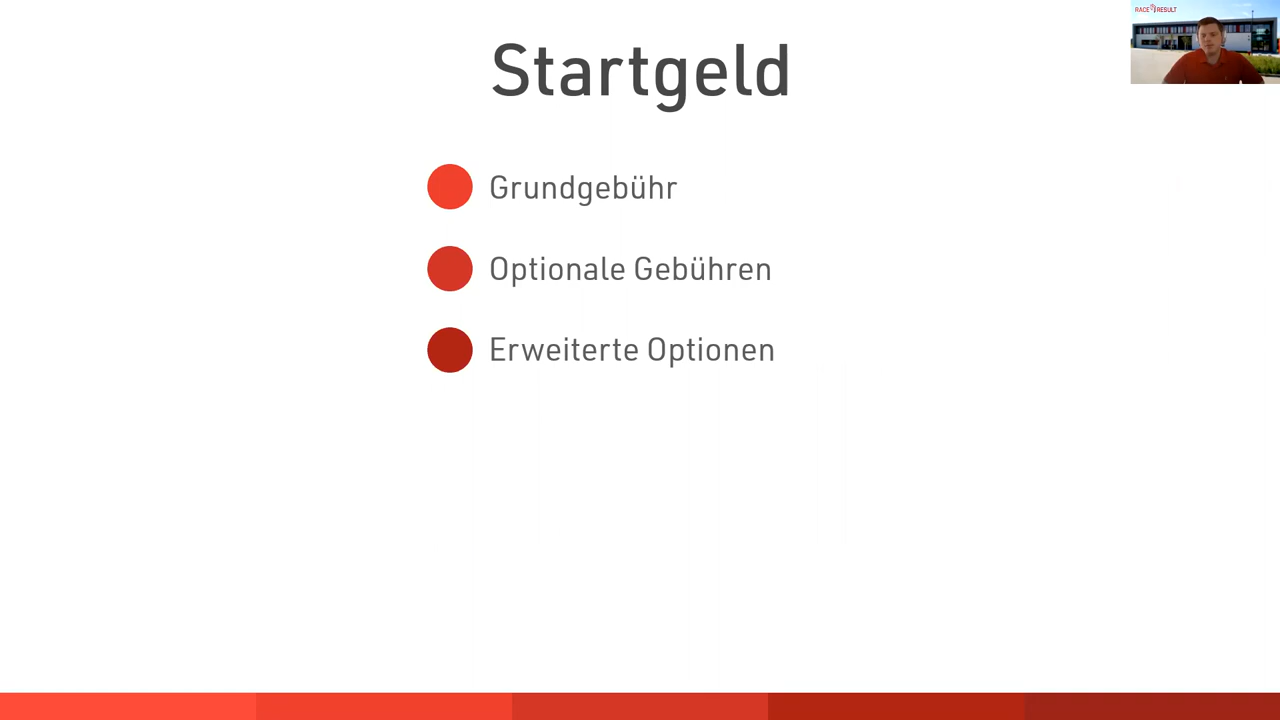 Startgeld
RACE RESULT
Grundgebühr
Optionale Gebühren
Erweiterte Optionen